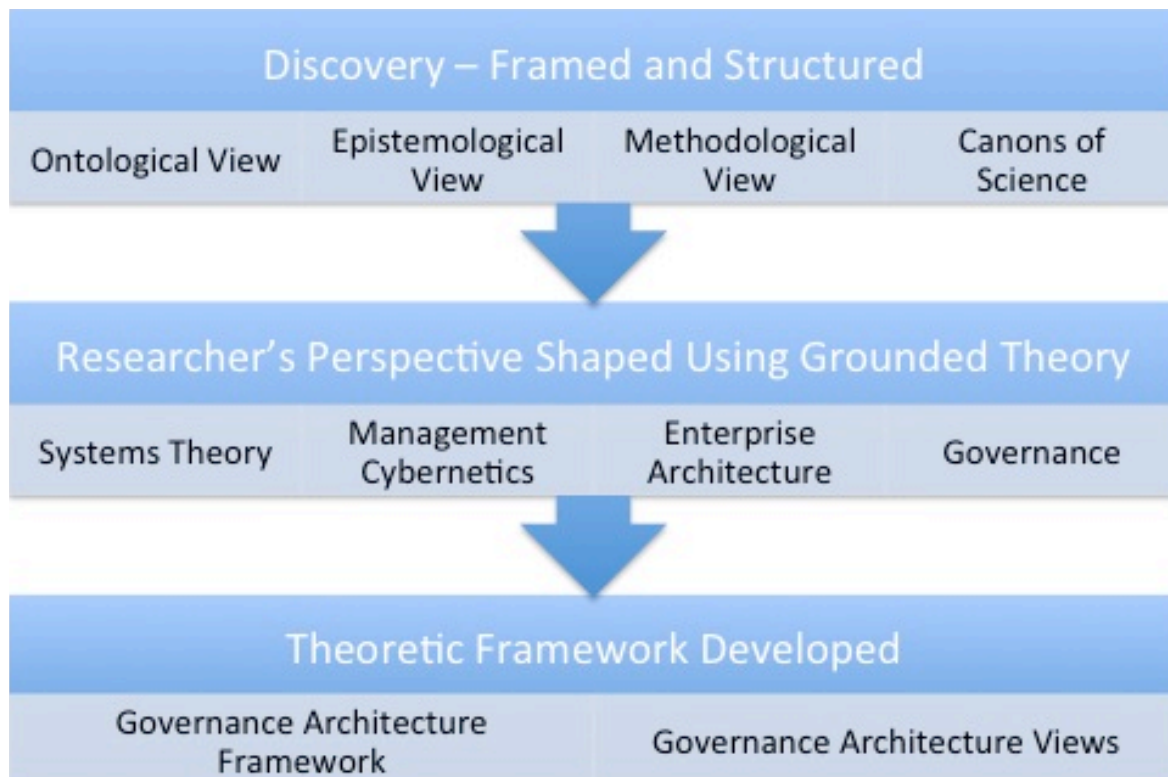 Discovery – Framed and Structured
Ontological View
Epistemological
View
Methodological
View
Canons of
Science
Researcher’s Perspective Shaped Using Grounded Theory
Systems Theory
Management
Cybernetics
Enterprise
Architecture
Governance
Theoretic Framework Developed
Governance Architecture
Framework
Governance Architecture Views